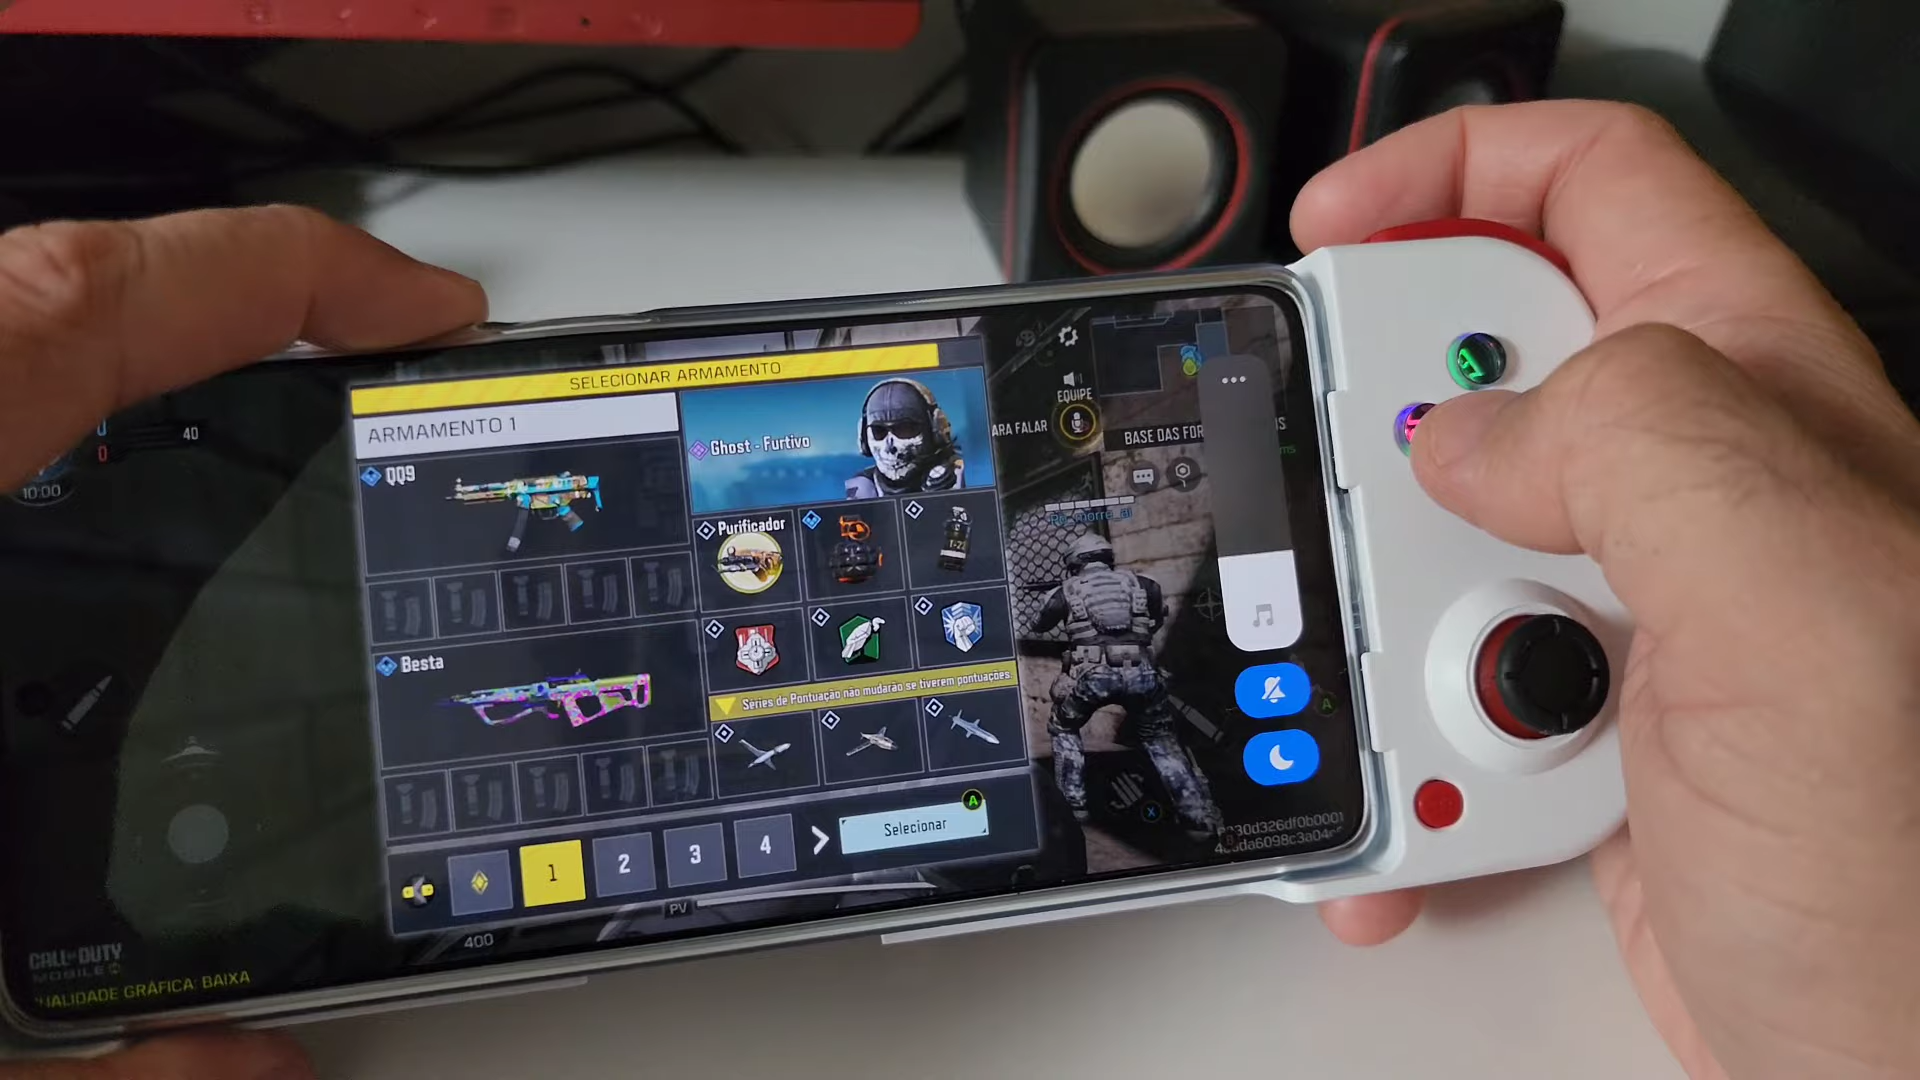 SELECIONAR ARMAMENTO
ARMAMENTO 1
QQ9
Ghost - Furtivo
Purificador
T-22
Besta
Séries de Pontuação não mudarão se tiverem pontuações.
1
2
3
4
Selecionar
A
PV
400
0
40
10:00
CALL OF DUTY
MOBILE
UALIDADE GRÁFICA: BAIXA
EQUIPE
ARA FALAR
BASE DAS FOR
S
ms
A
X
B